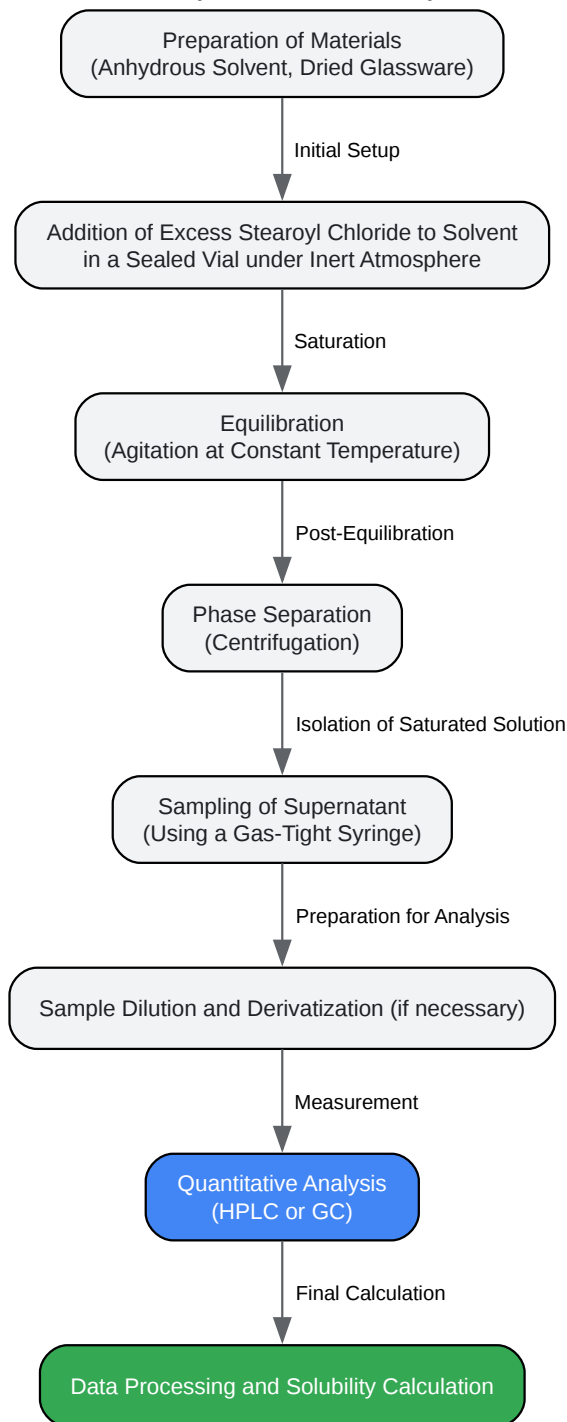 Preparation of Materials
(Anhydrous Solvent, Dried Glassware)
Initial Setup
Addition of Excess Stearoyl Chloride to Solvent
in a Sealed Vial under Inert Atmosphere
Saturation
Equilibration
(Agitation at Constant Temperature)
Post-Equilibration
Phase Separation
(Centrifugation)
Isolation of Saturated Solution
Sampling of Supernatant
(Using a Gas-Tight Syringe)
Preparation for Analysis
Sample Dilution and Derivatization (if necessary)
Measurement
Quantitative Analysis
(HPLC or GC)
Final Calculation
Data Processing and Solubility Calculation